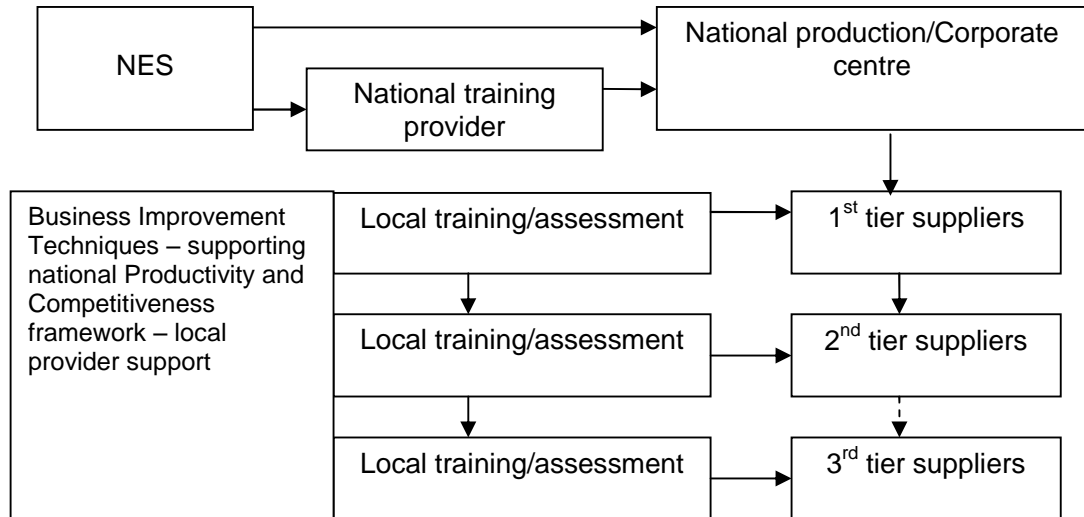 NES
National production/Corporate
centre
National training
provider
Business Improvement
Techniques – supporting
national Productivity and
Competitiveness
framework – local
provider support
Local training/assessment
1st tier suppliers
Local training/assessment
2nd tier suppliers
Local training/assessment
3rd tier suppliers